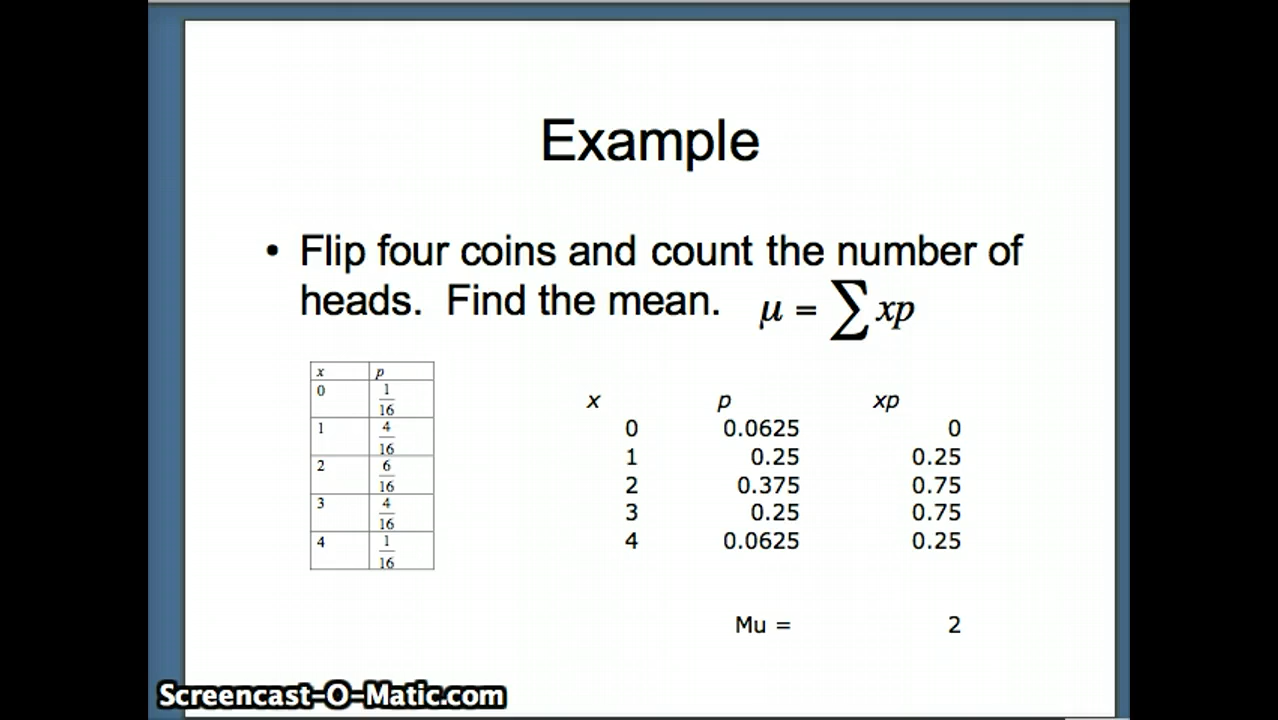 Example
• Flip four coins and count the number of
heads. Find the mean. μ = ∑ xp
x p
0 1/16
1 4/16
2 6/16
3 4/16
4 1/16
x p xp
0 0.0625 0
1 0.25 0.25
2 0.375 0.75
3 0.25 0.75
4 0.0625 0.25
Mu = 2
Screencast-O-Matic.com